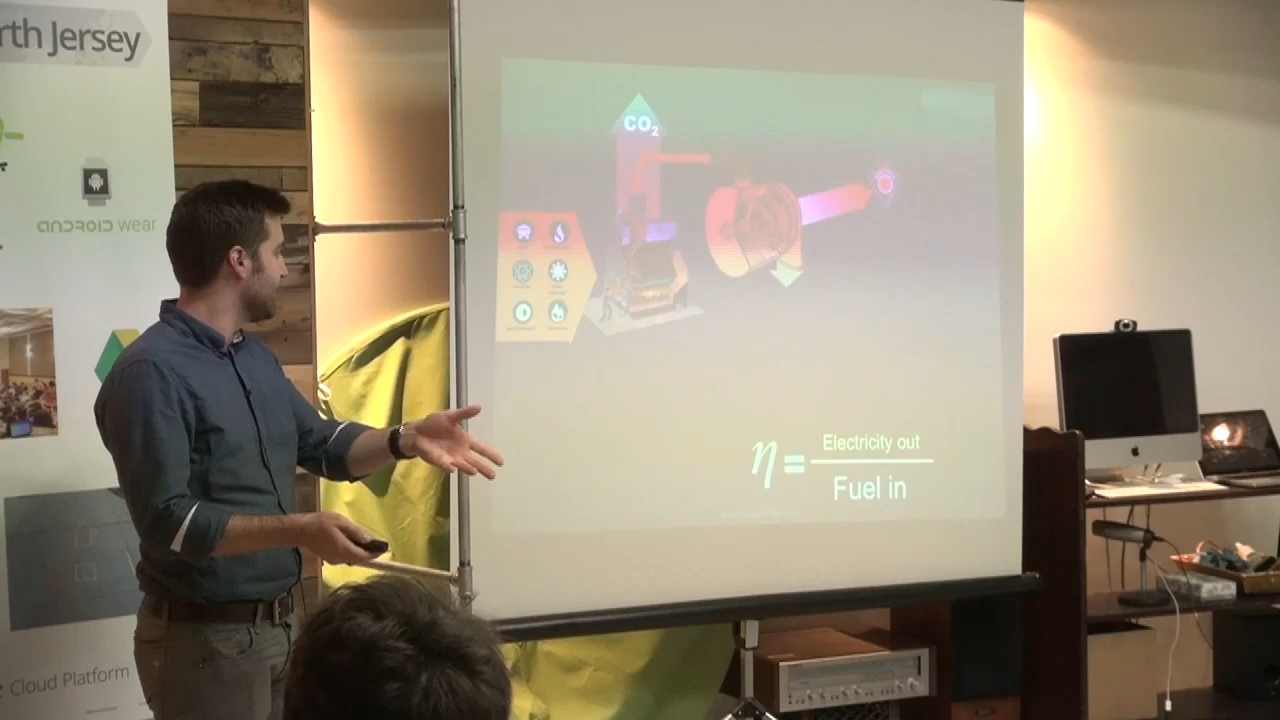 rth Jersey
ANDROID wear
Cloud Platform
CO₂
η = Electricity out
Fuel in